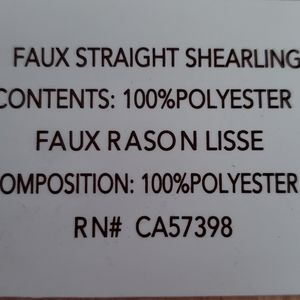 FAUX STRAIGHT SHEARLING
CONTENTS: 100%POLYESTER
FAUX RASON LISSE
OMPOSITION: 100%POLYESTER
RN# CA57398